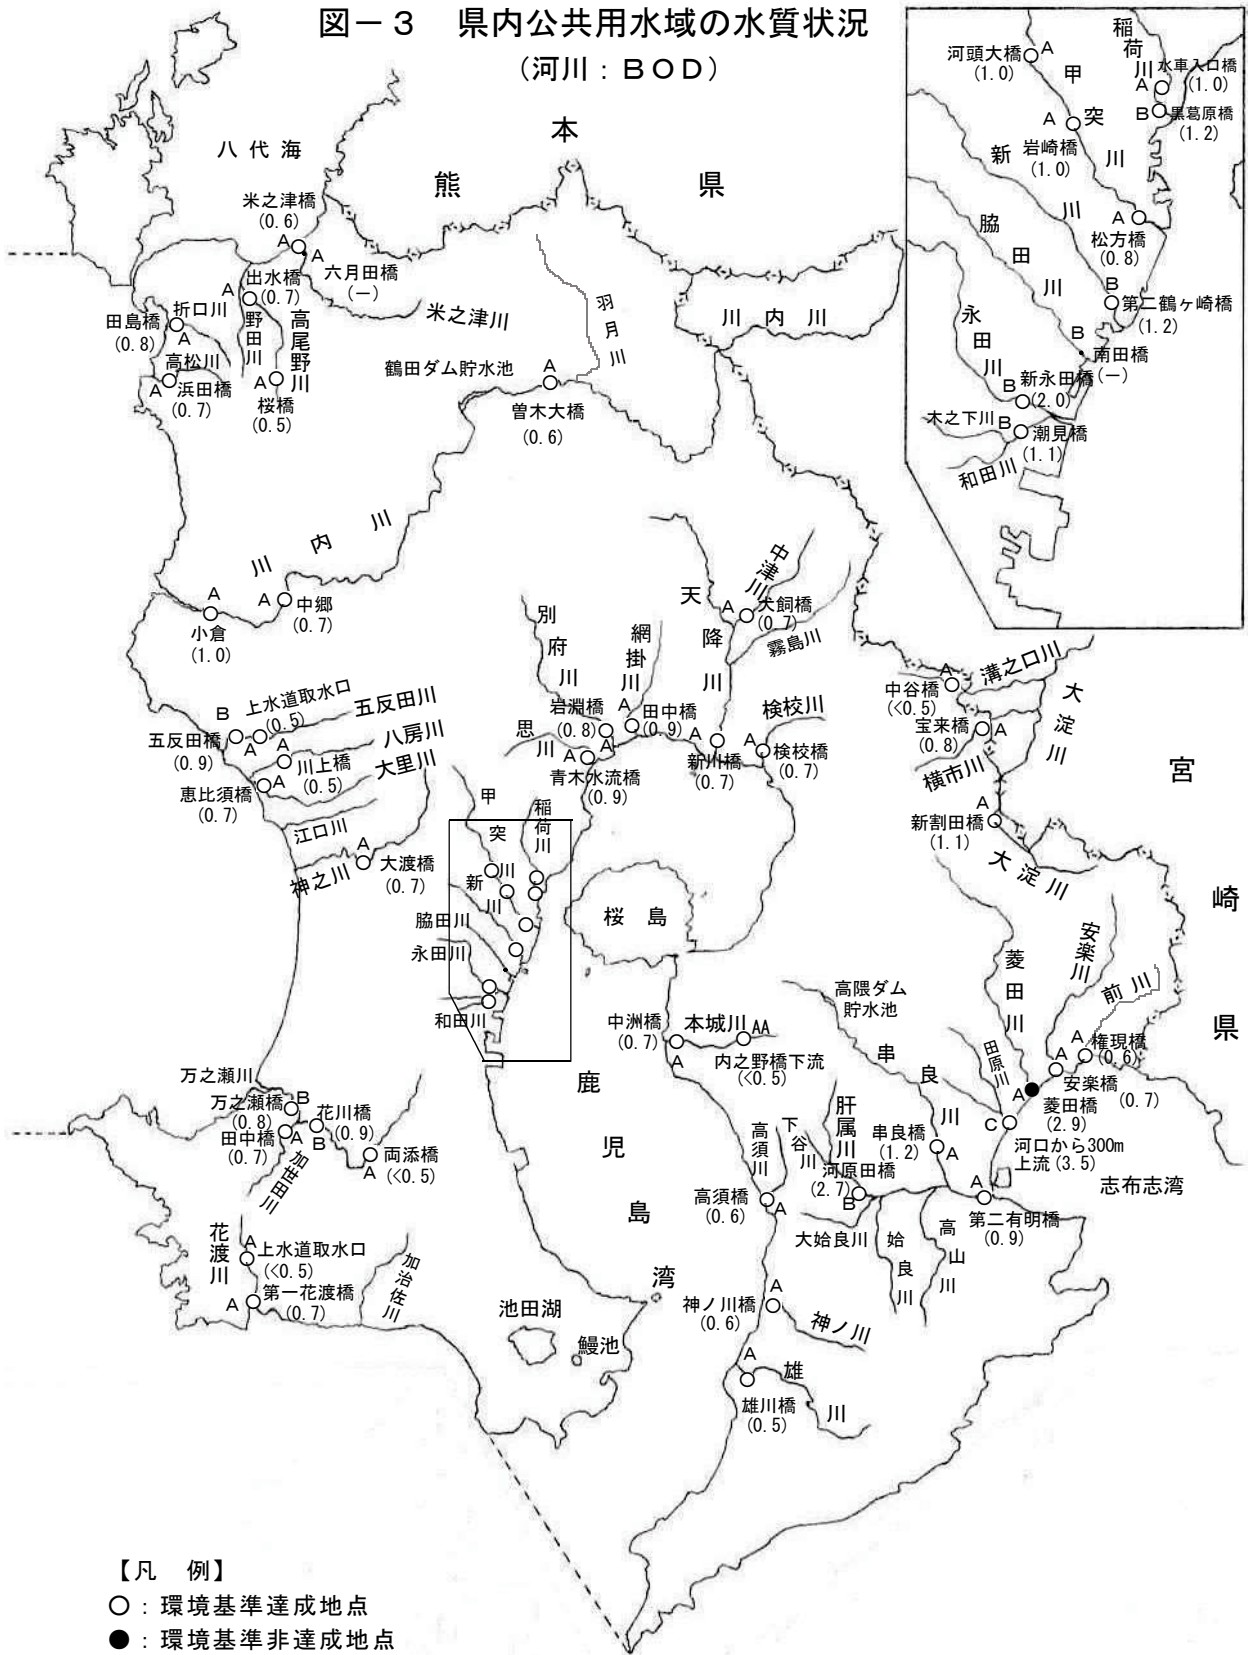 図－３　県内公共用水域の水質状況
（河川：ＢＯＤ）
八代海
熊
本
県
米之津橋
(0.6)
A
A
六月田橋
(－)
米之津川
出水橋
(0.7)
A
野田川
高尾野川
A
桜橋
(0.5)
折口川
田島橋
(0.8)
A
高松川
A
浜田橋
(0.7)
羽月川
川内川
鶴田ダム貯水池
A
曽木大橋
(0.6)
川内川
A
小倉
(1.0)
A
中郷
(0.7)
別府川
網掛川
天降川
中津川
A
犬飼橋
(0.7)
霧島川
岩淵橋
(0.8)
A
A
田中橋
(0.9)
思川
A
青木水流橋
(0.9)
A
新川橋
(0.7)
検校川
A
検校橋
(0.7)
上水道取水口
(0.5)
五反田川
B
五反田橋
(0.9)
A
A
八房川
川上橋
(0.5)
大里川
A
恵比須橋
(0.7)
江口川
神之川
A
大渡橋
(0.7)
甲突川
稲荷川
新川
脇田川
永田川
和田川
桜島
鹿児島湾
中谷橋
(<0.5)
A
溝之口川
大淀川
宝来橋
(0.8)
A
横市川
A
新割田橋
(1.1)
大淀川
宮崎県
菱田川
安楽川
前川
A
権現橋
(0.6)
A
安楽橋
(0.7)
A
菱田橋
(2.9)
田原川
C
河口から300m
上流(3.5)
志布志湾
高隈ダム
貯水池
串良川
串良橋
(1.2)
A
肝属川
河原田橋
(2.7)
B
A
第二有明橋
(0.9)
大姶良川
姶良川
高山川
下谷川
高須川
高須橋
(0.6)
A
中洲橋
(0.7)
A
本城川
AA
内之野橋下流
(<0.5)
A
神ノ川橋
(0.6)
神ノ川
A
雄川
雄川橋
(0.5)
万之瀬川
万之瀬橋
(0.8)
B
花川橋
(0.9)
B
田中橋
(0.7)
A
加世田川
両添橋
(<0.5)
A
花渡川
A
上水道取水口
(<0.5)
A
第一花渡橋
(0.7)
加治佐川
池田湖
鰻池
河頭大橋
(1.0)
A
甲突川
A
岩崎橋
(1.0)
稲荷川
水車入口橋
(1.0)
A
B
黒葛原橋
(1.2)
新川
A
松方橋
(0.8)
脇田川
B
第二鶴ヶ崎橋
(1.2)
B
南田橋
(－)
永田川
B
新永田橋
(2.0)
木之下川
B
潮見橋
(1.1)
和田川
【凡　例】
○：環境基準達成地点
●：環境基準非達成地点